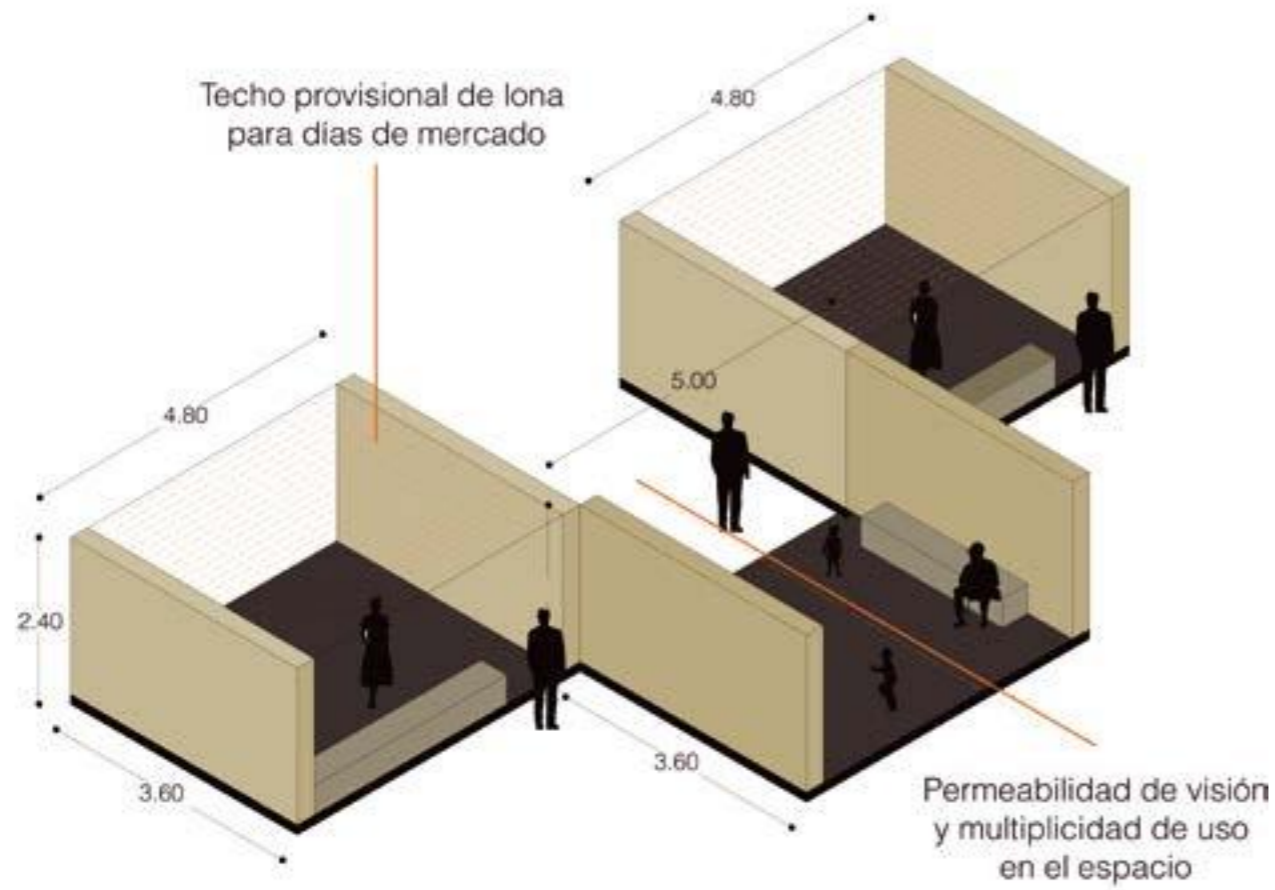 Techo provisional de lona
para dias de mercado
4.80
5.00
4.80
2.40
3.60
3.60
Permeabilidad de visión
y multiplicidad de uso
en el espacio